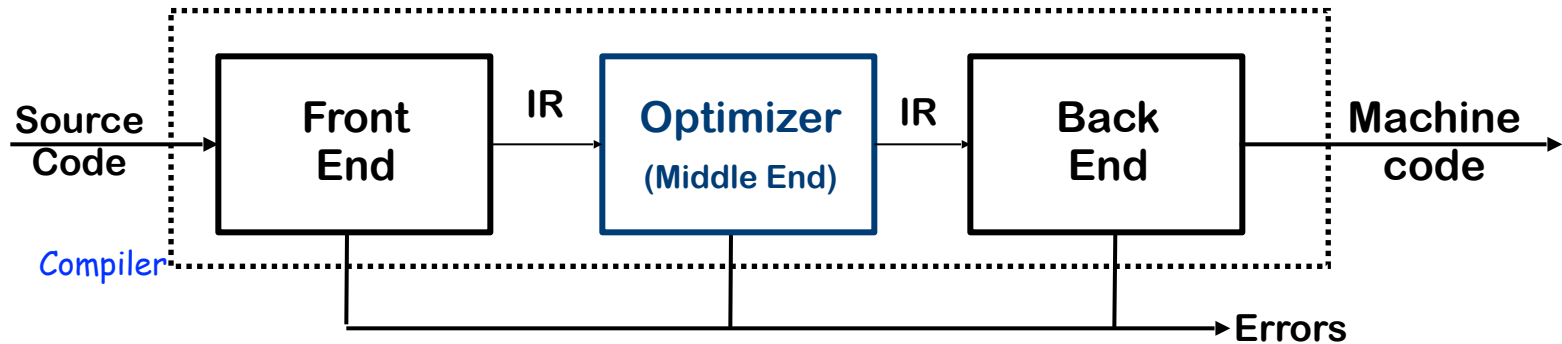 Source
Code
Front
End
IR
Optimizer
(Middle End)
IR
Back
End
Machine
code
Compiler
Errors